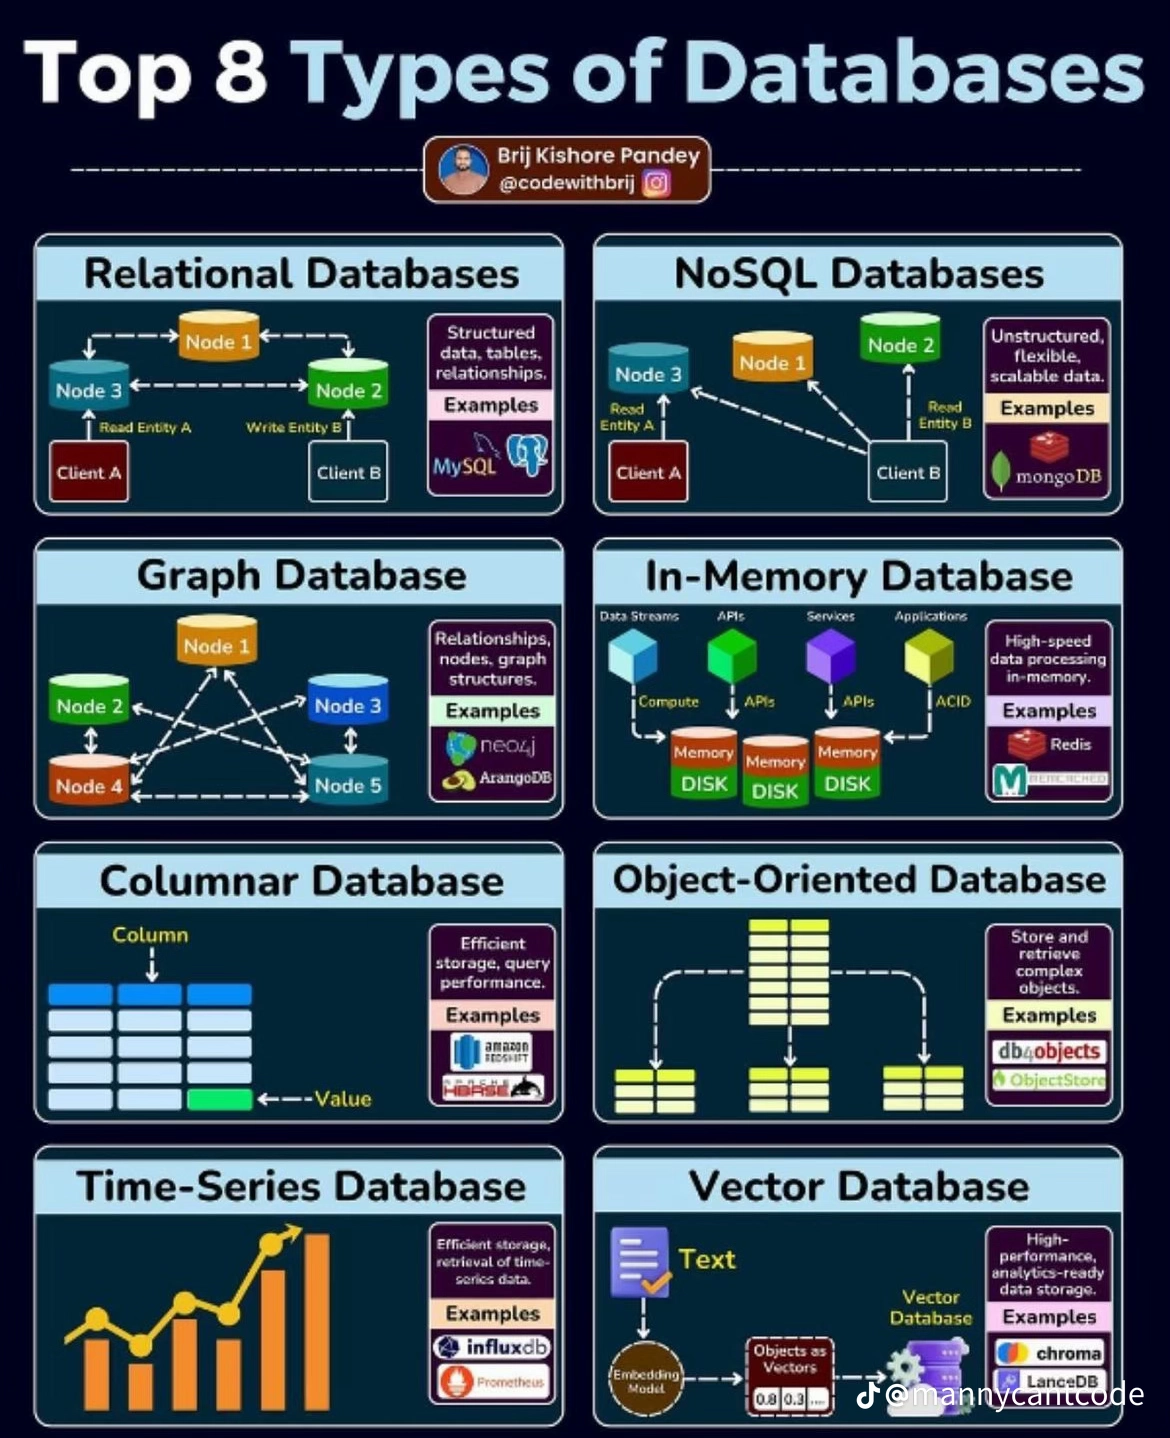 Top 8 Types of Databases
Brij Kishore Pandey
@codewithbrij
Relational Databases
Node 1
Node 3
Node 2
Read Entity A
Write Entity B
Client A
Client B
Structured
data, tables,
relationships.
Examples
MySQL
NoSQL Databases
Node 2
Node 1
Node 3
Read
Entity A
Read
Entity B
Client A
Client B
Unstructured,
flexible,
scalable data.
Examples
mongoDB
Graph Database
Node 1
Node 2
Node 3
Node 4
Node 5
Relationships,
nodes, graph
structures.
Examples
neo4j
ArangoDB
In-Memory Database
Data Streams
APIs
Services
Applications
Compute
APIs
APIs
ACID
Memory
DISK
Memory
DISK
Memory
DISK
High-speed
data processing
in-memory.
Examples
Redis
MEMCACHED
Columnar Database
Column
Value
Efficient
storage, query
performance.
Examples
amazon
REDSHIFT
APACHE
HBASE
Object-Oriented Database
Store and
retrieve
complex
objects.
Examples
db4objects
ObjectStore
Time-Series Database
Efficient storage,
retrieval of time-
series data.
Examples
influxdb
Prometheus
Vector Database
Text
Embedding
Model
Objects as
Vectors
0.8 0.3 ....
Vector
Database
High-
performance,
analytics-ready
data storage.
Examples
chroma
LanceDB
@mannycantcode